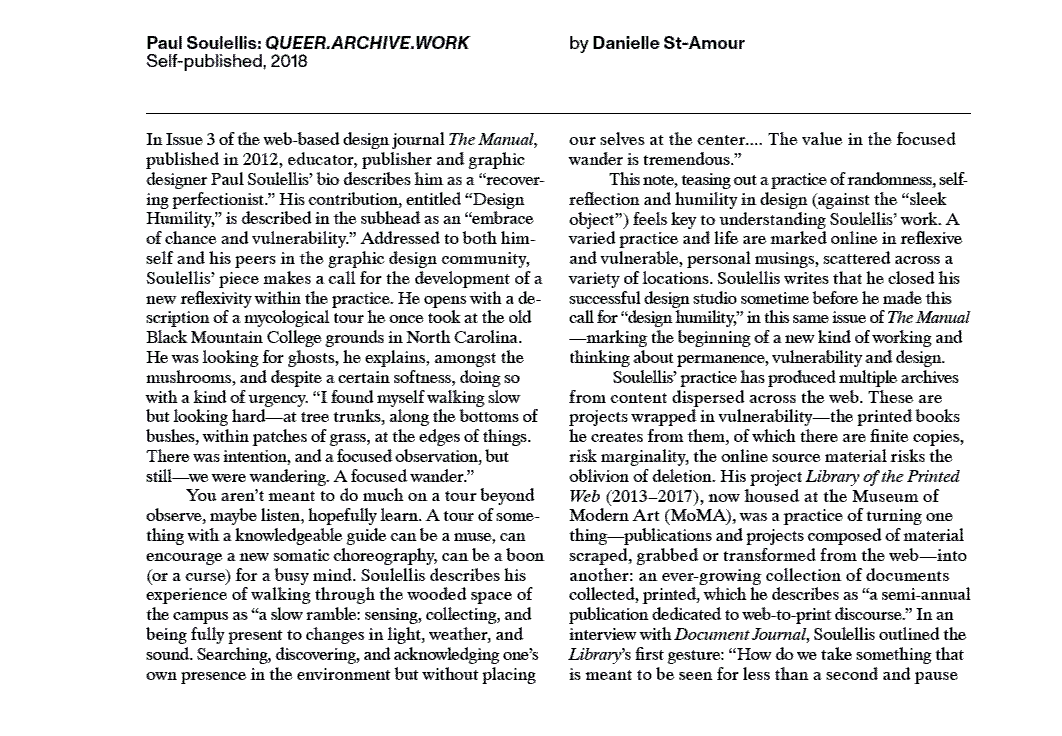 Paul Soulellis: QUEER.ARCHIVE.WORK
Self-published, 2018
by Danielle St-Amour
In Issue 3 of the web-based design journal The Manual,
published in 2012, educator, publisher and graphic
designer Paul Soulellis’ bio describes him as a “recover-
ing perfectionist.” His contribution, entitled “Design
Humility,” is described in the subhead as an “embrace
of chance and vulnerability.” Addressed to both him-
self and his peers in the graphic design community,
Soulellis’ piece makes a call for the development of a
new reflexivity within the practice. He opens with a de-
scription of a mycological tour he once took at the old
Black Mountain College grounds in North Carolina.
He was looking for ghosts, he explains, amongst the
mushrooms, and despite a certain softness, doing so
with a kind of urgency. “I found myself walking slow
but looking hard—at tree trunks, along the bottoms of
bushes, within patches of grass, at the edges of things.
There was intention, and a focused observation, but
still—we were wandering. A focused wander.”
You aren’t meant to do much on a tour beyond
observe, maybe listen, hopefully learn. A tour of some-
thing with a knowledgeable guide can be a muse, can
encourage a new somatic choreography, can be a boon
(or a curse) for a busy mind. Soulellis describes his
experience of walking through the wooded space of
the campus as “a slow ramble: sensing, collecting, and
being fully present to changes in light, weather, and
sound. Searching, discovering, and acknowledging one’s
own presence in the environment but without placing
our selves at the center.... The value in the focused
wander is tremendous.”
This note, teasing out a practice of randomness, self-
reflection and humility in design (against the “sleek
object”) feels key to understanding Soulellis’ work. A
varied practice and life are marked online in reflexive
and vulnerable, personal musings, scattered across a
variety of locations. Soulellis writes that he closed his
successful design studio sometime before he made this
call for “design humility,” in this same issue of The Manual
—marking the beginning of a new kind of working and
thinking about permanence, vulnerability and design.
Soulellis’ practice has produced multiple archives
from content dispersed across the web. These are
projects wrapped in vulnerability—the printed books
he creates from them, of which there are finite copies,
risk marginality, the online source material risks the
oblivion of deletion. His project Library of the Printed
Web (2013–2017), now housed at the Museum of
Modern Art (MoMA), was a practice of turning one
thing—publications and projects composed of material
scraped, grabbed or transformed from the web—into
another: an ever-growing collection of documents
collected, printed, which he describes as “a semi-annual
publication dedicated to web-to-print discourse.” In an
interview with Document Journal, Soulellis outlined the
Library’s first gesture: “How do we take something that
is meant to be seen for less than a second and pause